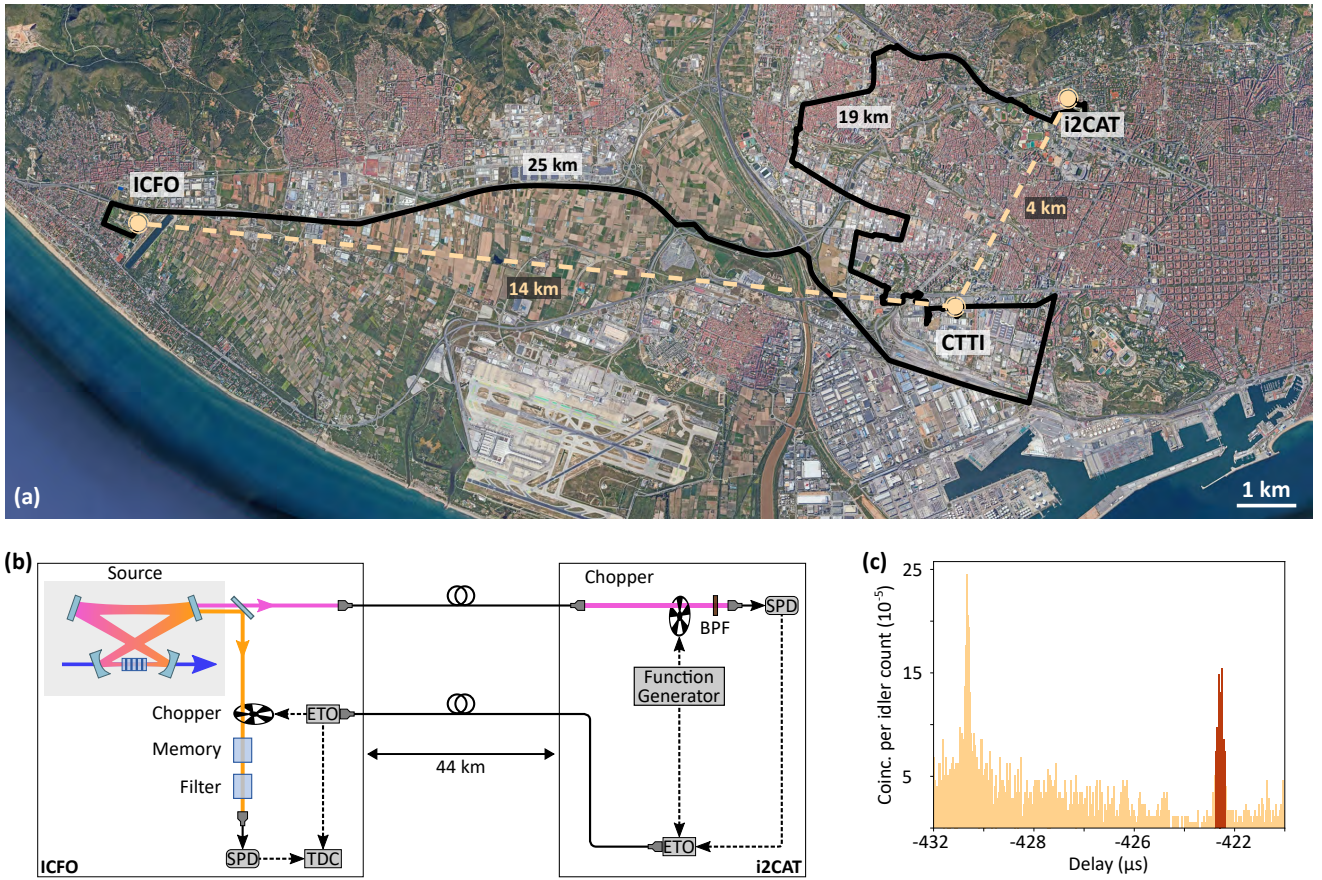 ICFO
25 km
14 km
19 km
i2CAT
4 km
CTTI
1 km
(a)
(b)
Source
Chopper
Memory
Filter
SPD
TDC
ETO
ICFO
44 km
Chopper
BPF
SPD
Function
Generator
ETO
i2CAT
(c)
Coinc. per idler count (10⁻⁵)
25
15
5
-432
-428
-426
-422
Delay (µs)